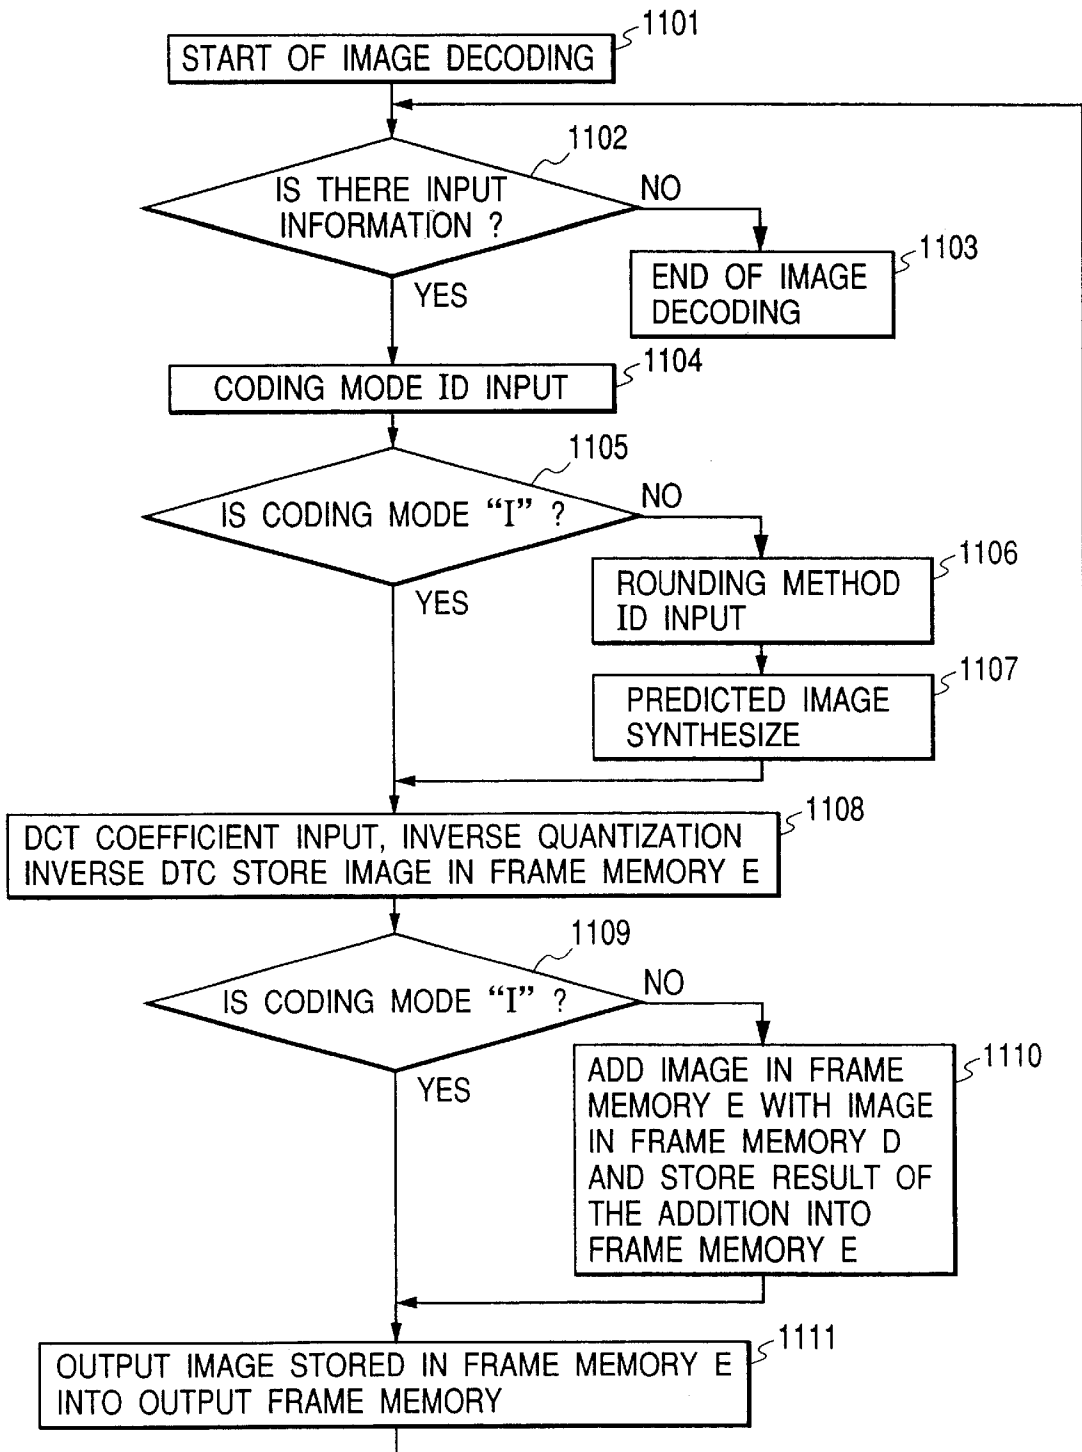 1101
START OF IMAGE DECODING
1102
IS THERE INPUT
INFORMATION ?
NO
YES
1103
END OF IMAGE
DECODING
1104
CODING MODE ID INPUT
1105
IS CODING MODE “I” ?
NO
YES
1106
ROUNDING METHOD
ID INPUT
1107
PREDICTED IMAGE
SYNTHESIZE
1108
DCT COEFFICIENT INPUT, INVERSE QUANTIZATION
INVERSE DTC STORE IMAGE IN FRAME MEMORY E
1109
IS CODING MODE “I” ?
NO
YES
1110
ADD IMAGE IN FRAME
MEMORY E WITH IMAGE
IN FRAME MEMORY D
AND STORE RESULT OF
THE ADDITION INTO
FRAME MEMORY E
1111
OUTPUT IMAGE STORED IN FRAME MEMORY E
INTO OUTPUT FRAME MEMORY